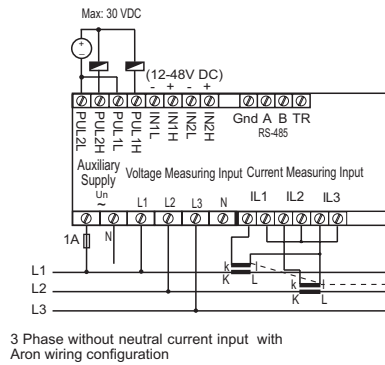 Max: 30 VDC
+
−
(12-48V DC)
- + - +
PUL2L PUL2H PUL1L PUL1H IN1L IN1H IN2L IN2H Gnd A B TR
RS-485
Auxiliary Supply
Voltage Measuring Input Current Measuring Input
Un
~
L1 L2 L3 N IL1 IL2 IL3
1A N
L1
k l
K L
L2
k l
K L
L3
3 Phase without neutral current input with
Aron wiring configuration